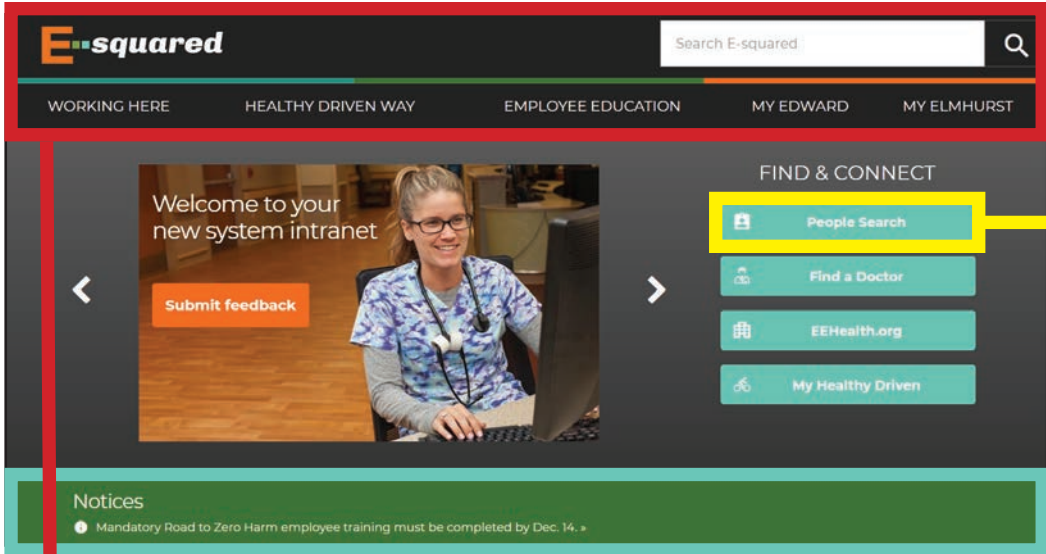 E-squared
Search E-squared
WORKING HERE HEALTHY DRIVEN WAY EMPLOYEE EDUCATION MY EDWARD MY ELMHURST
FIND & CONNECT
Welcome to your
new system intranet
Submit feedback
People Search
Find a Doctor
EEHealth.org
My Healthy Driven
Notices
Mandatory Road to Zero Harm employee training must be completed by Dec. 14. »